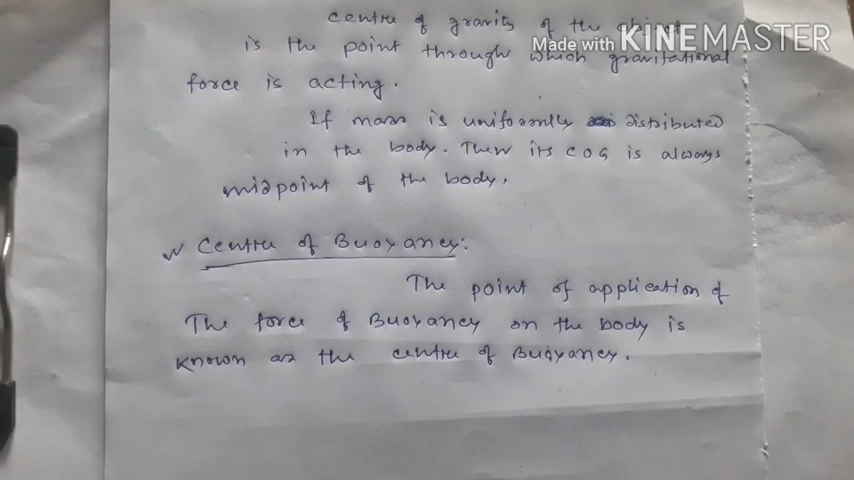 centre of gravity of the object
Made with KINEMASTER
is the point through which gravitational
force is acting.
If mass is uniformly distributed
in the body. Then its COG is always
midpoint of the body.
Centre of Buoyancy:
The point of application of
The force of Buoyancy on the body is
known as the centre of Buoyancy.